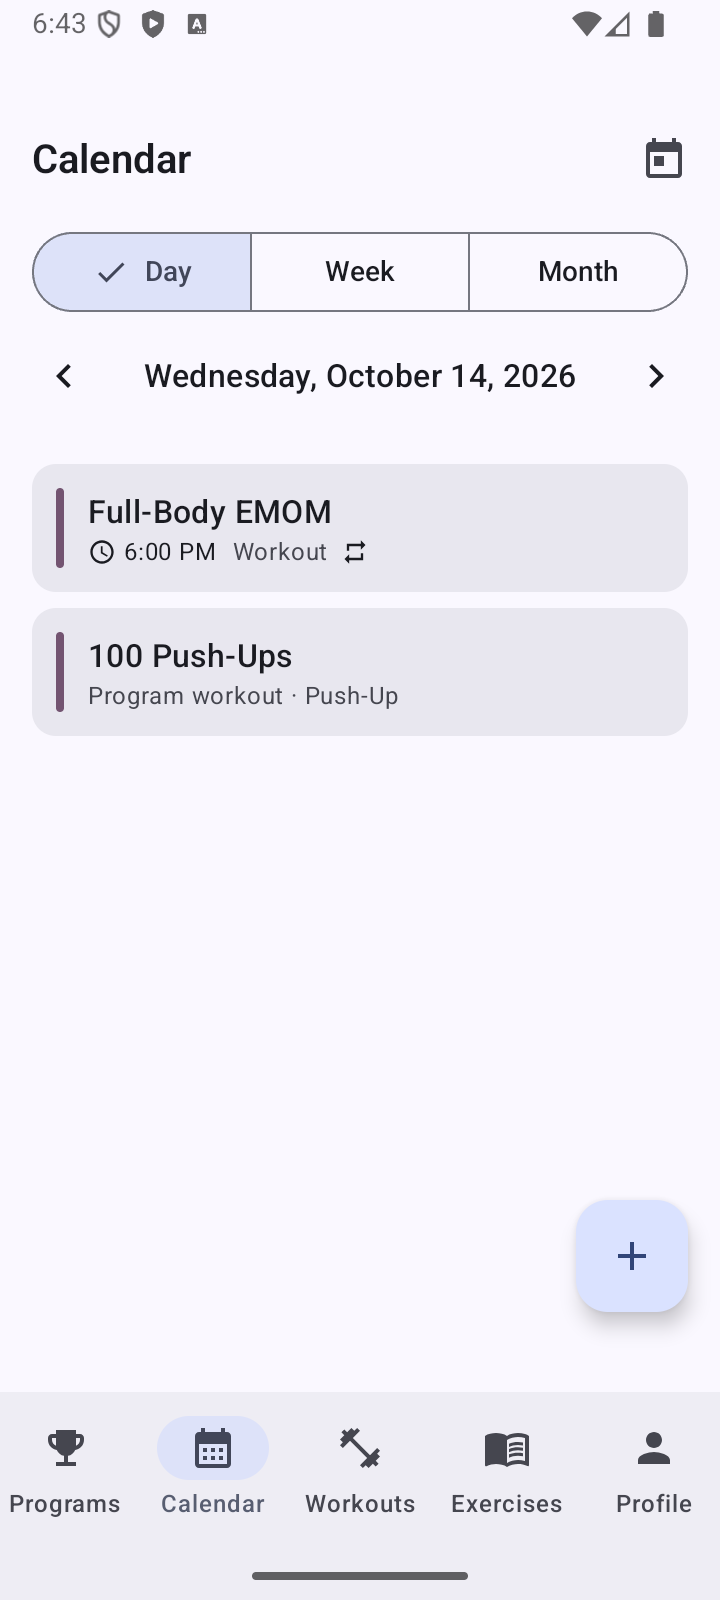 6:43
Calendar
Day
Week
Month
Wednesday, October 14, 2026
Full-Body EMOM
6:00 PM Workout
100 Push-Ups
Program workout · Push-Up
Programs
Calendar
Workouts
Exercises
Profile